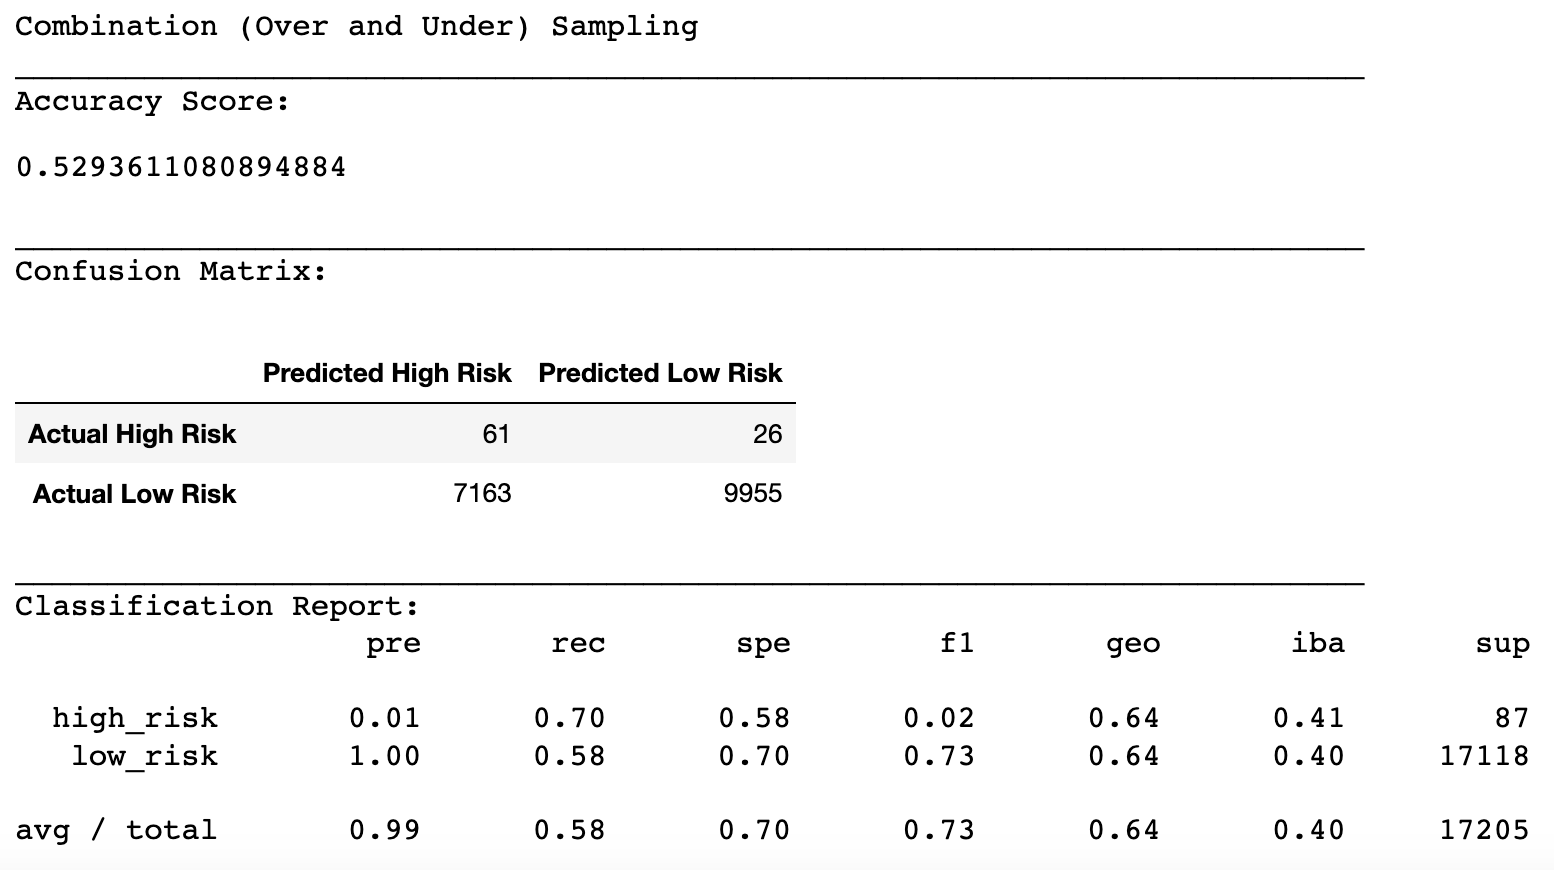 Combination (Over and Under) Sampling
Accuracy Score:
0.5293611080894884
Confusion Matrix:
Predicted High Risk Predicted Low Risk
Actual High Risk 61 26
Actual Low Risk 7163 9955
Classification Report:
pre rec spe f1 geo iba sup
high_risk 0.01 0.70 0.58 0.02 0.64 0.41 87
low_risk 1.00 0.58 0.70 0.73 0.64 0.40 17118
avg / total 0.99 0.58 0.70 0.73 0.64 0.40 17205